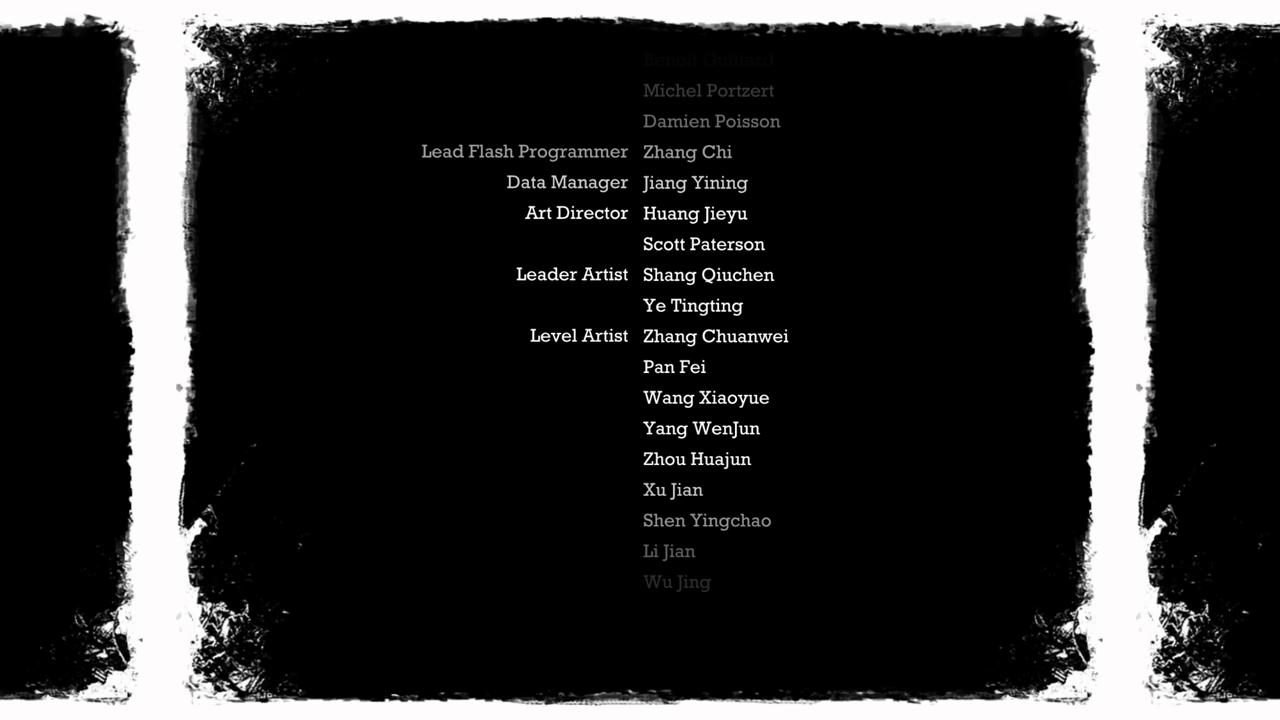 Michel Portzert
Damien Poisson
Lead Flash Programmer Zhang Chi
Data Manager Jiang Yining
Art Director Huang Jieyu
Scott Paterson
Leader Artist Shang Qiuchen
Ye Tingting
Level Artist Zhang Chuanwei
Pan Fei
Wang Xiaoyue
Yang WenJun
Zhou Huajun
Xu Jian
Shen Yingchao
Li Jian
Wu Jing